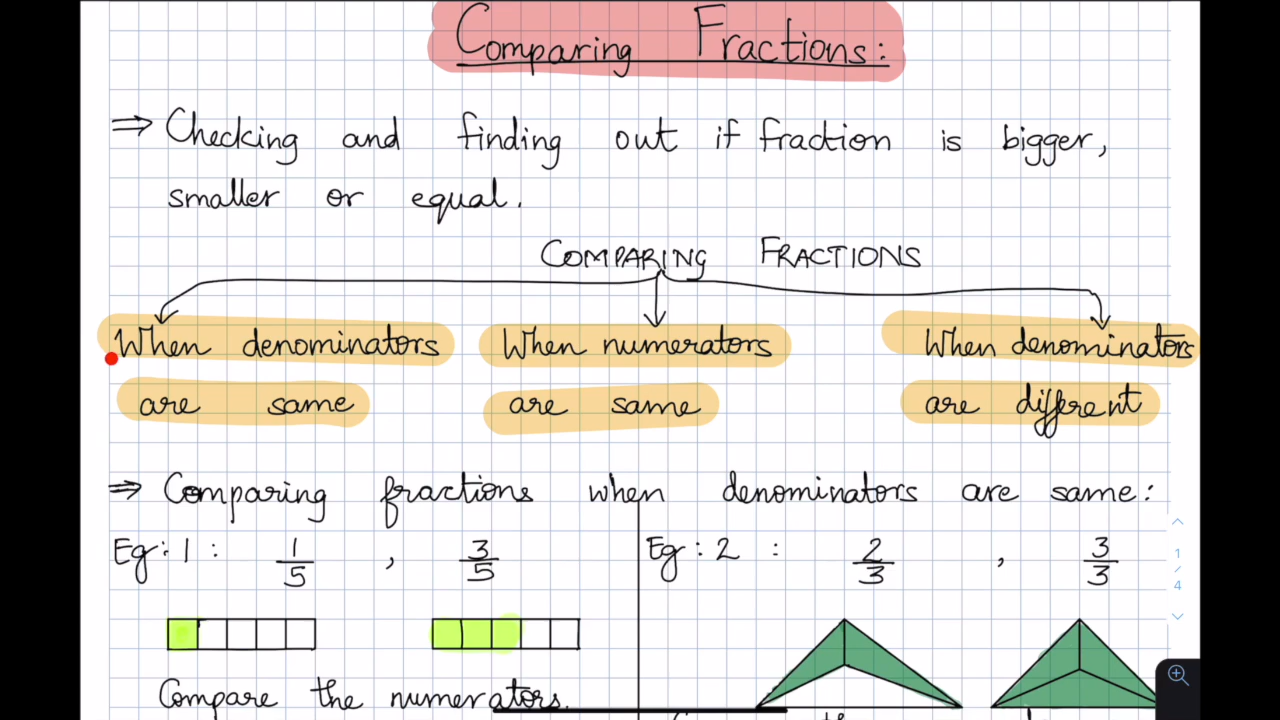 Comparing Fractions:
⇒ Checking and finding out if fraction is bigger,
smaller or equal.
COMPARING FRACTIONS
When denominators
are same
When numerators
are same
When denominators
are different
⇒ Comparing fractions when denominators are same:
Eg:1: 1/5 , 3/5
Compare the numerators.
Eg:2: 2/3 , 3/3
1/4